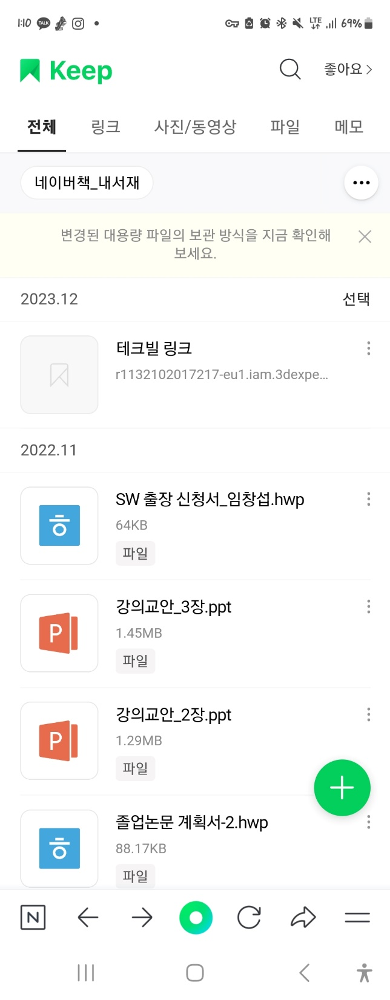 1:10 TALK LTE 69%
Keep 좋아요
전체 링크 사진/동영상 파일 메모
네이버책_내서재
변경된 대용량 파일의 보관 방식을 지금 확인해
보세요.
2023.12 선택
테크빌 링크
r1132102017217-eu1.iam.3dexpe...
2022.11
SW 출장 신청서_임창섭.hwp
64KB
파일
강의교안_3장.ppt
1.45MB
파일
강의교안_2장.ppt
1.29MB
파일
졸업논문 계획서-2.hwp
88.17KB
파일